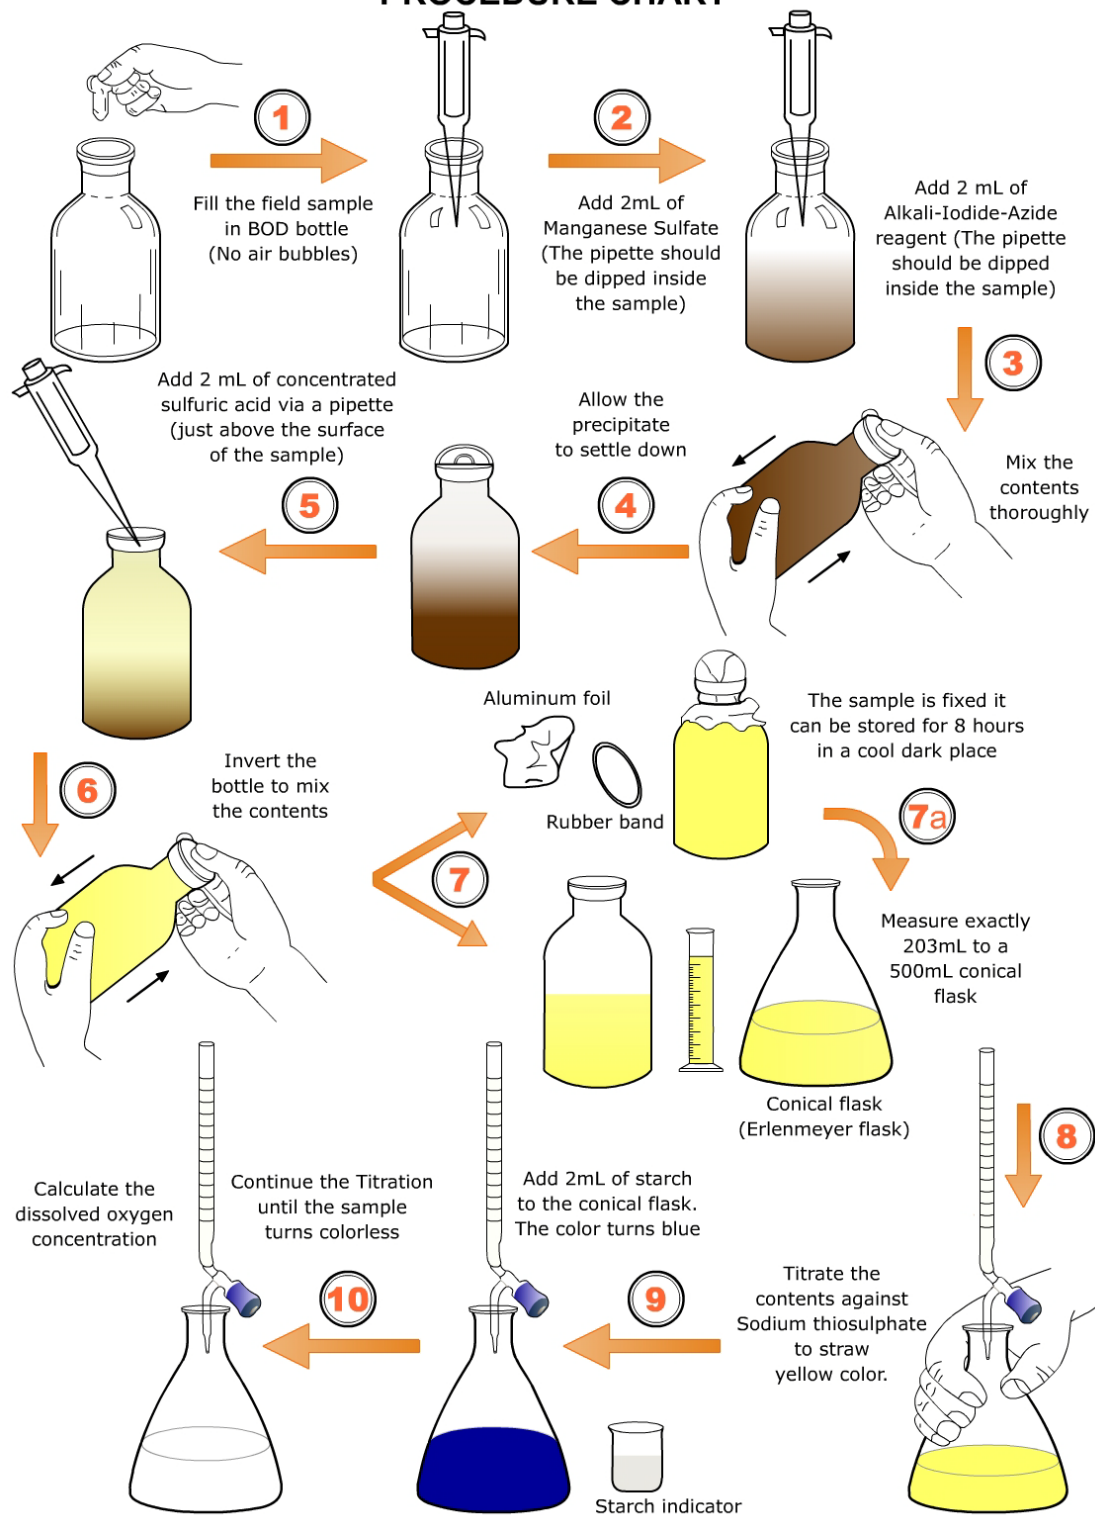 PROCEDURE CHART
1
Fill the field sample
in BOD bottle
(No air bubbles)
2
Add 2mL of
Manganese Sulfate
(The pipette should
be dipped inside
the sample)
Add 2 mL of
Alkali-Iodide-Azide
reagent (The pipette
should be dipped
inside the sample)
3
Mix the
contents
thoroughly
Allow the
precipitate
to settle down
4
Add 2 mL of concentrated
sulfuric acid via a pipette
(just above the surface
of the sample)
5
6
Invert the
bottle to mix
the contents
7
Aluminum foil
Rubber band
The sample is fixed it
can be stored for 8 hours
in a cool dark place
7a
Measure exactly
203mL to a
500mL conical
flask
Conical flask
(Erlenmeyer flask)
8
Titrate the
contents against
Sodium thiosulphate
to straw
yellow color.
9
Add 2mL of starch
to the conical flask.
The color turns blue
Starch indicator
10
Continue the Titration
until the sample
turns colorless
Calculate the
dissolved oxygen
concentration